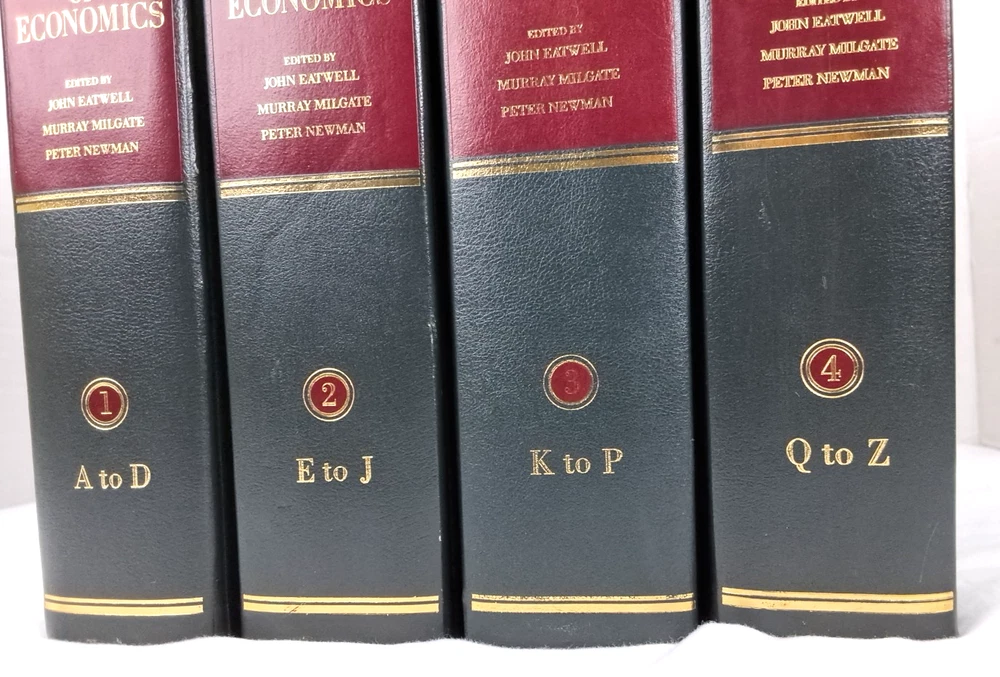 ECONOMICS
EDITED BY
JOHN EATWELL
MURRAY MILGATE
PETER NEWMAN
1
A to D
ECONOMICS
EDITED BY
JOHN EATWELL
MURRAY MILGATE
PETER NEWMAN
2
E to J
EDITED BY
JOHN EATWELL
MURRAY MILGATE
PETER NEWMAN
3
K to P
EDITED BY
JOHN EATWELL
MURRAY MILGATE
PETER NEWMAN
4
Q to Z